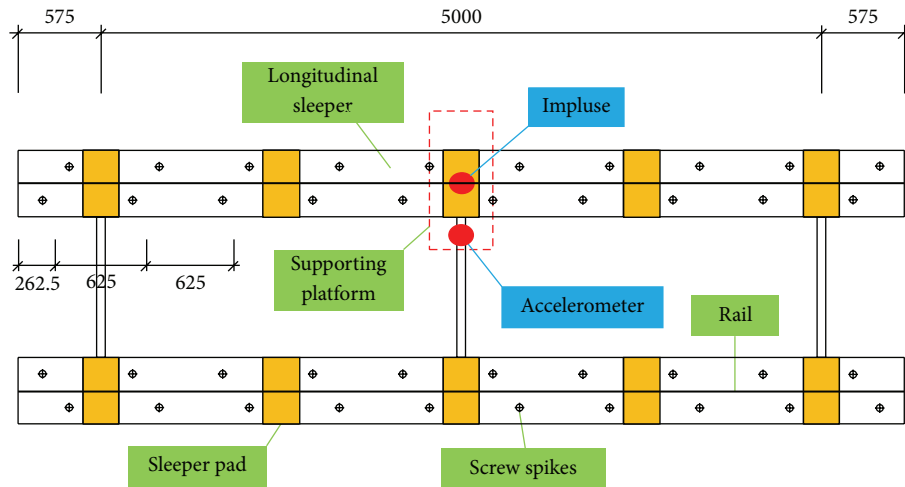 575
5000
575
Longitudinal
sleeper
Impluse
262.5
625
625
Supporting
platform
Accelerometer
Rail
Sleeper pad
Screw spikes